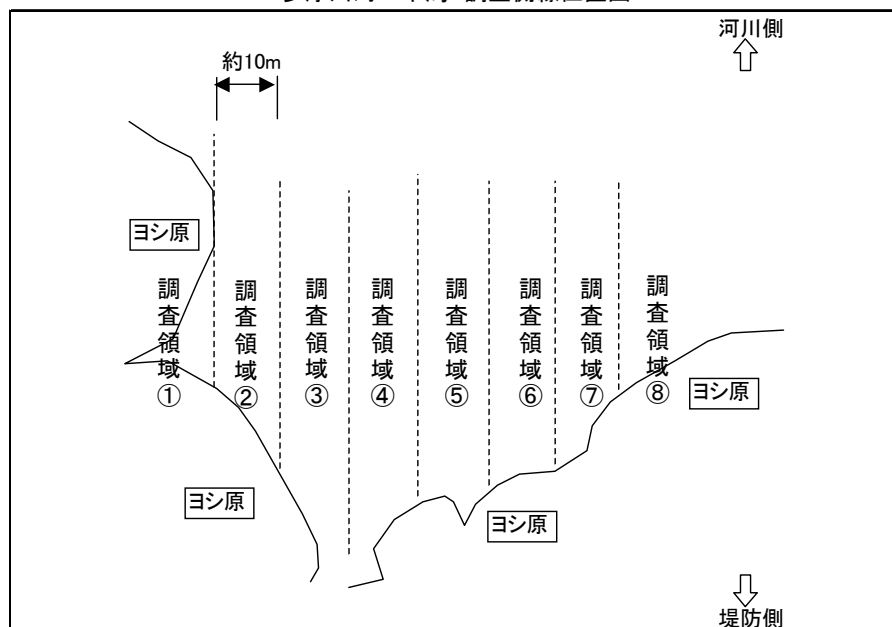 河川側
約10m
ヨシ原
調査領域①
調査領域②
調査領域③
調査領域④
調査領域⑤
調査領域⑥
調査領域⑦
調査領域⑧
ヨシ原
ヨシ原
ヨシ原
堤防側